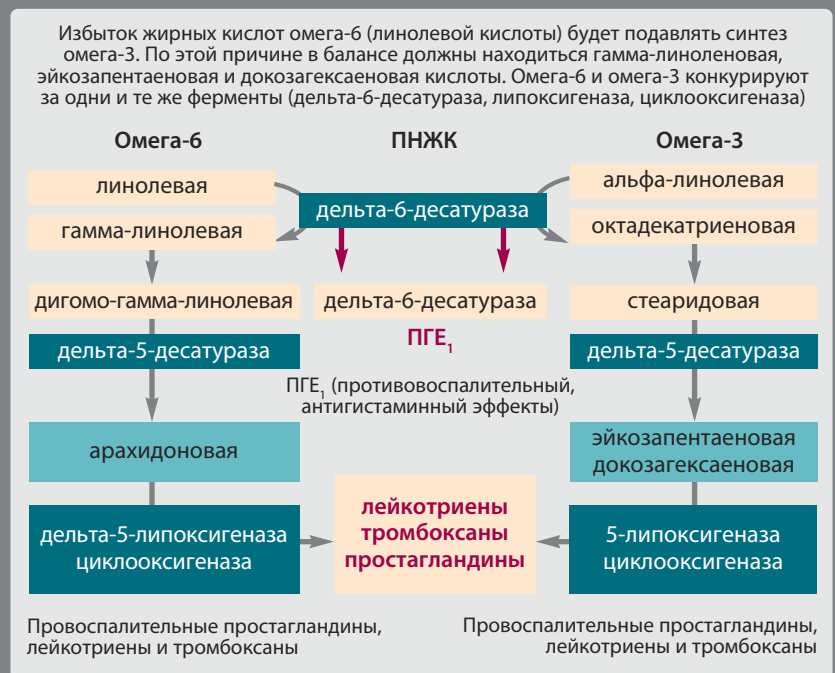 Избыток жирных кислот омега-6 (линолевой кислоты) будет подавлять синтез
омега-3. По этой причине в балансе должны находиться гамма-линоленовая,
эйкозапентаеновая и докозагексаеновая кислоты. Омега-6 и омега-3 конкурируют
за одни и те же ферменты (дельта-6-десатураза, липоксигеназа, циклооксигеназа)
Омега-6
ПНЖК
Омега-3
линолевая
альфа-линолевая
дельта-6-десатураза
гамма-линолевая
октадекатриеновая
дигомо-гамма-линолевая
дельта-6-десатураза
стеаридовая
ПГЕ₁
дельта-5-десатураза
дельта-5-десатураза
ПГЕ₁ (противовоспалительный,
антигистаминный эффекты)
арахидоновая
эйкозапентаеновая
докозагексаеновая
дельта-5-липоксигеназа
циклооксигеназа
лейкотриены
тромбоксаны
простагландины
5-липоксигеназа
циклооксигеназа
Провоспалительные простагландины,
лейкотриены и тромбоксаны
Провоспалительные простагландины,
лейкотриены и тромбоксаны